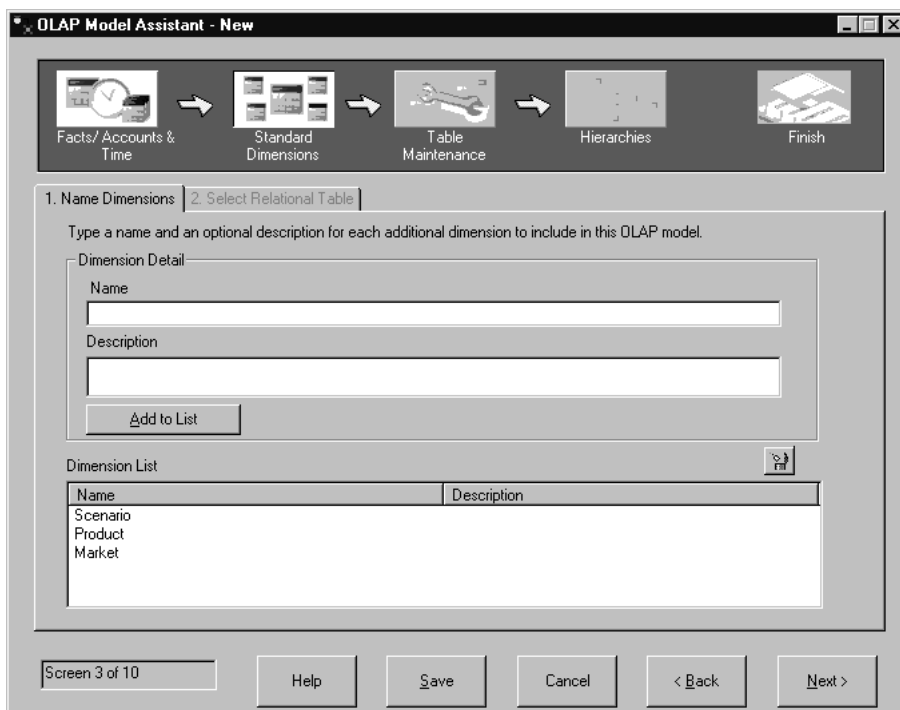 OLAP Model Assistant - New
Facts/ Accounts &
Time
Standard
Dimensions
Table
Maintenance
Hierarchies
Finish
1. Name Dimensions
2. Select Relational Table
Type a name and an optional description for each additional dimension to include in this OLAP model.
Dimension Detail
Name
Description
Add to List
Dimension List
Name Description
Scenario
Product
Market
Screen 3 of 10
Help
Save
Cancel
< Back
Next >